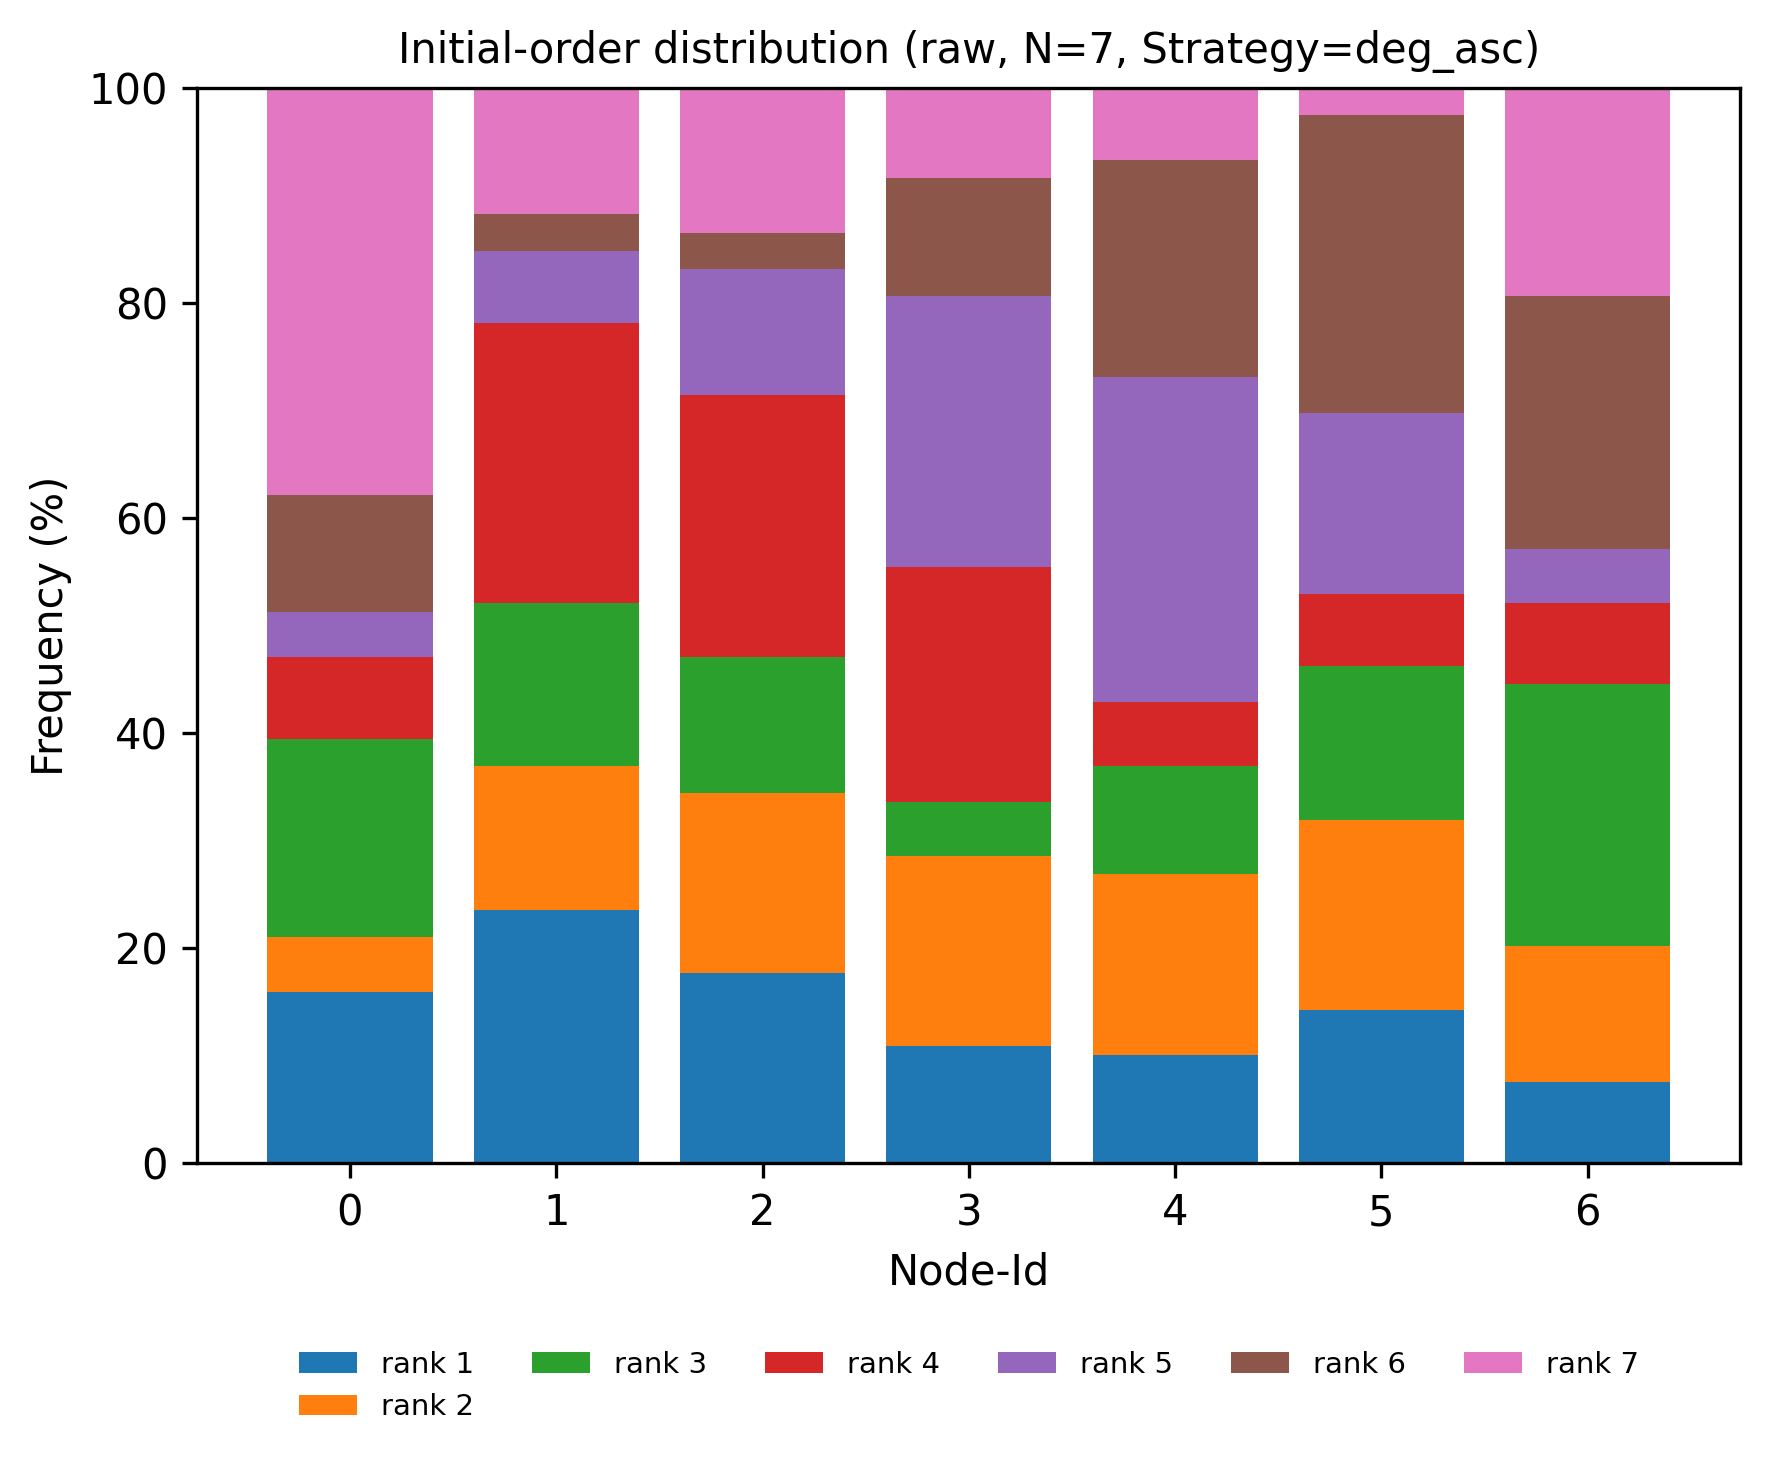 Initial-order distribution (raw, N=7, Strategy=deg_asc)
100
80
60
40
20
0
Frequency (%)
0 1 2 3 4 5 6
Node-Id
rank 1 rank 3 rank 4 rank 5 rank 6 rank 7
rank 2